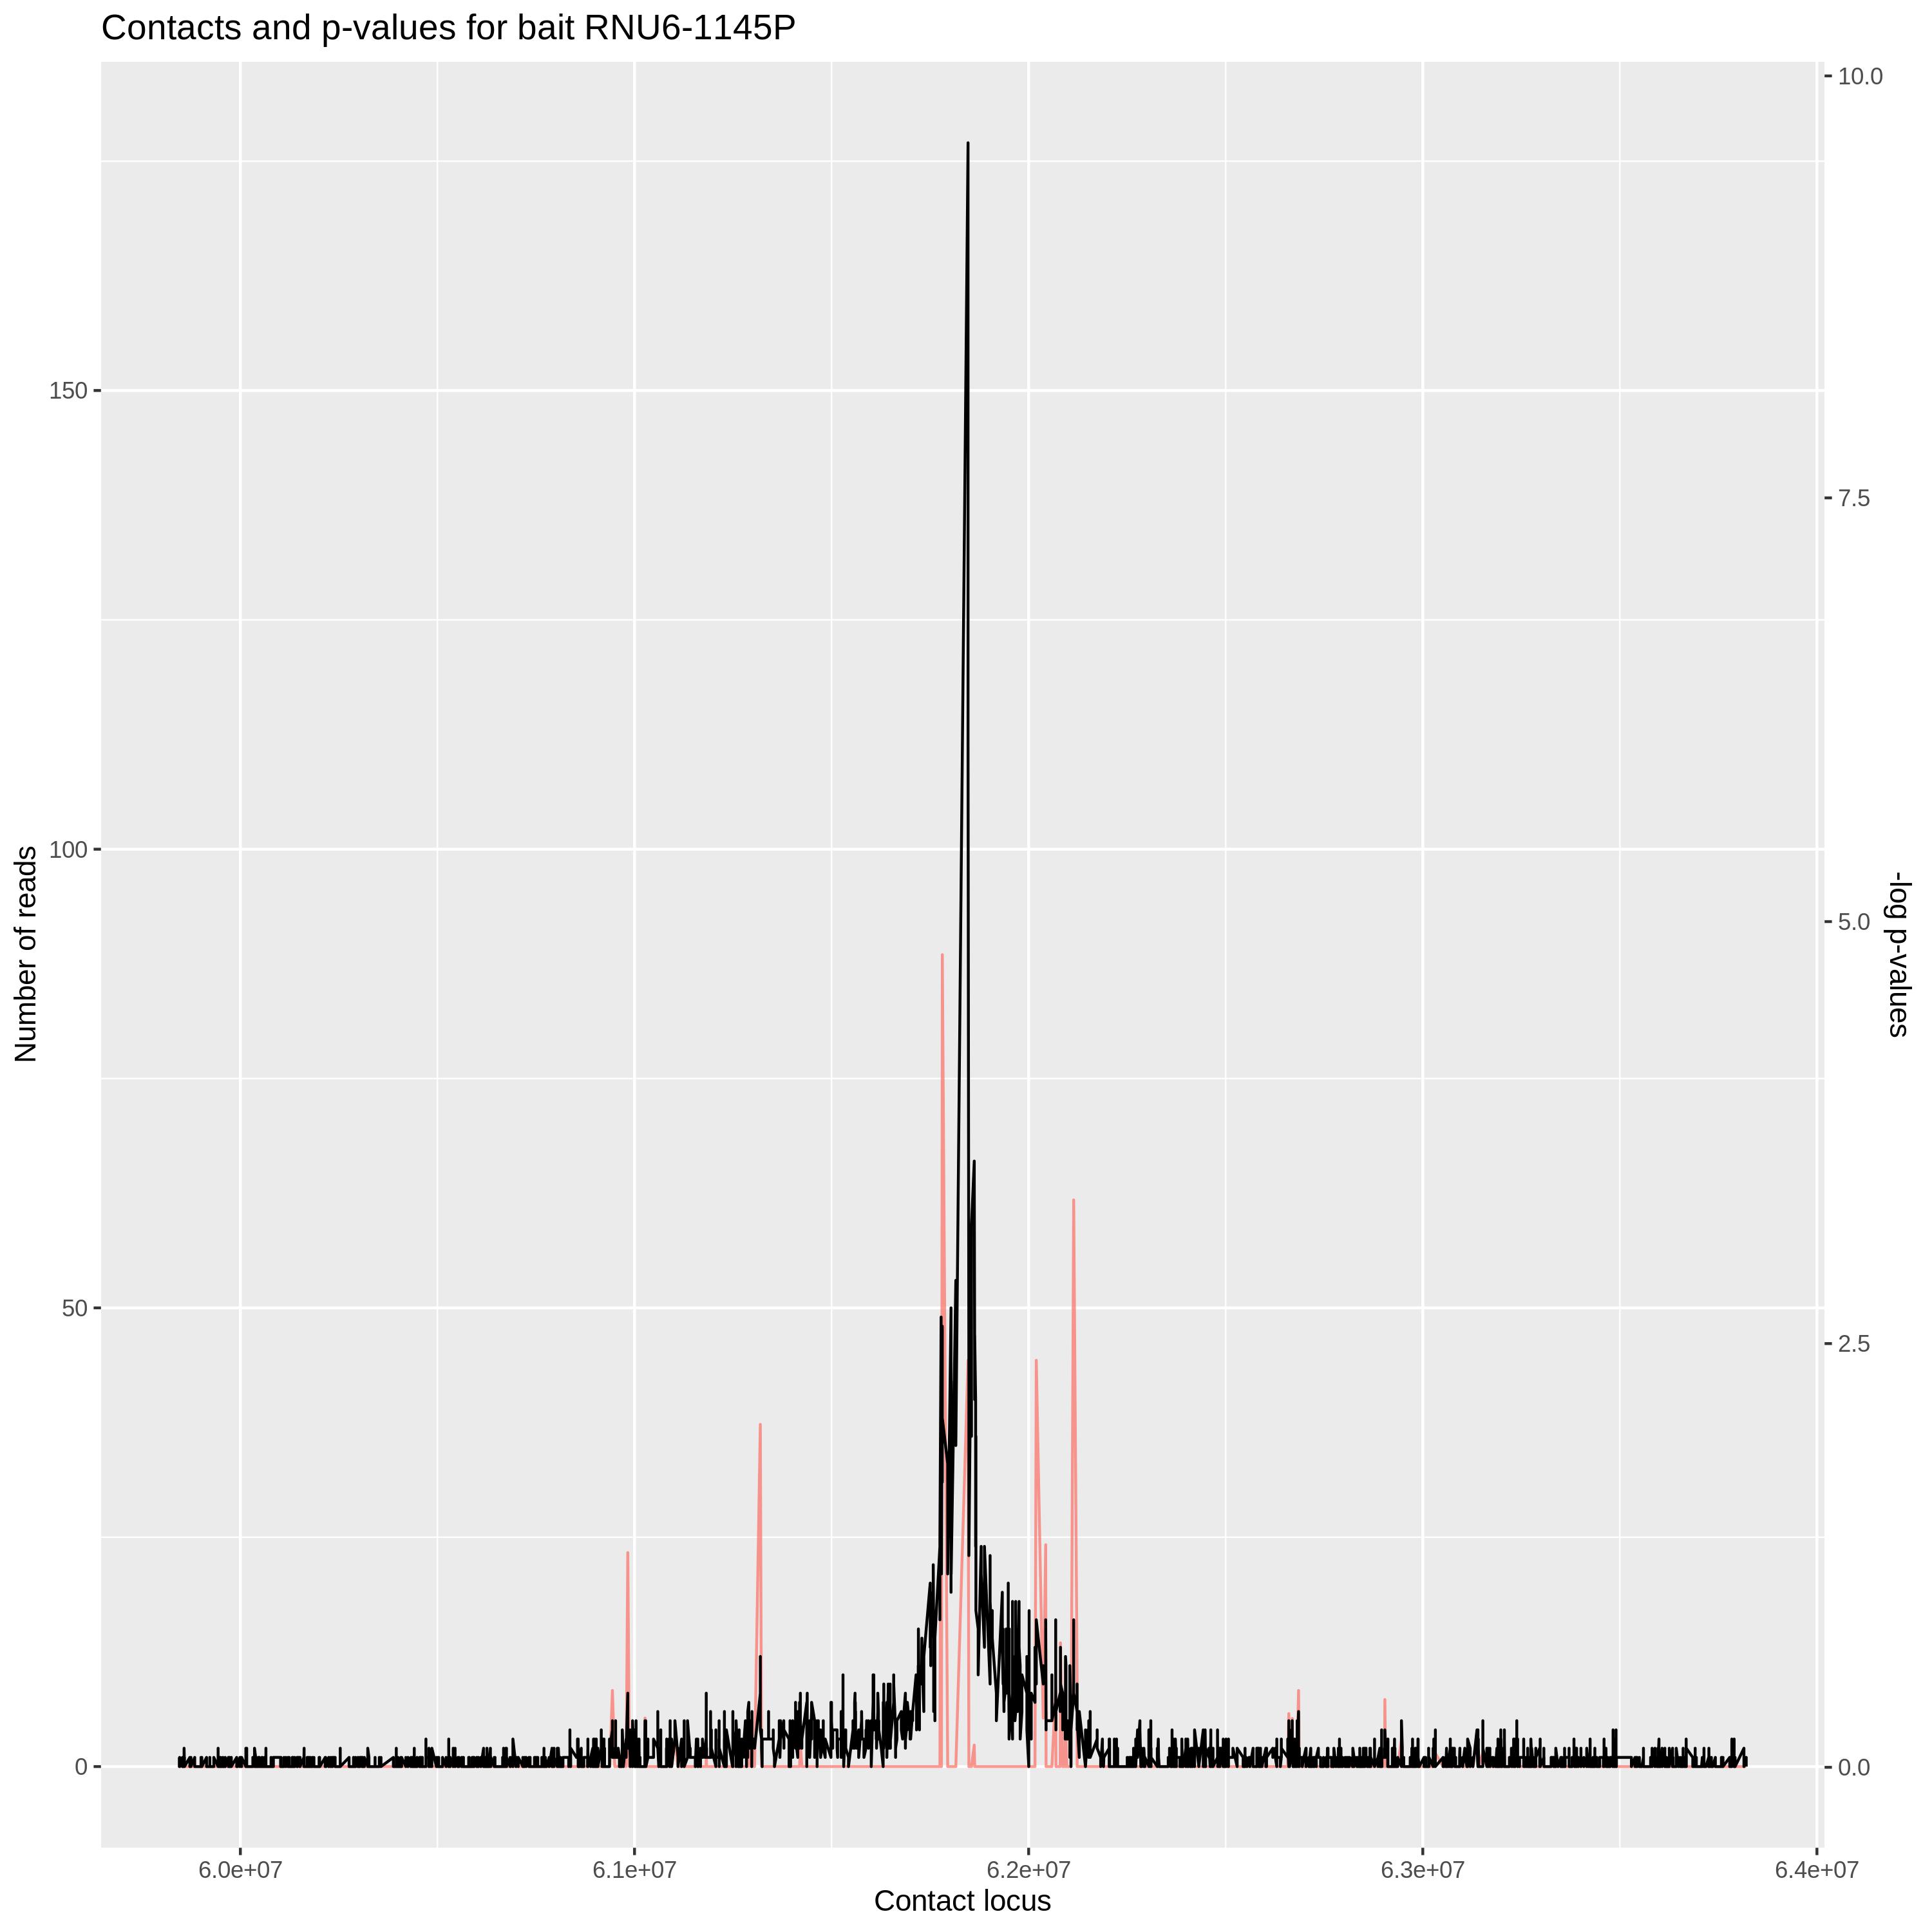 Contacts and p-values for bait RNU6-1145P
10.0
7.5
5.0
2.5
0.0
150
100
50
0
Number of reads
-log p-values
6.0e+07
6.1e+07
6.2e+07
6.3e+07
6.4e+07
Contact locus